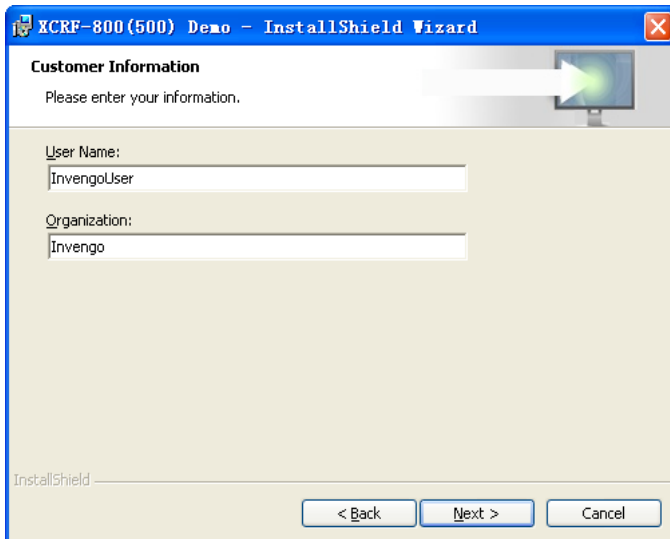 XCRF-800(500) Demo - InstallShield Wizard
Customer Information
Please enter your information.
User Name:
InvengoUser
Organization:
Invengo
InstallShield
< Back Next > Cancel